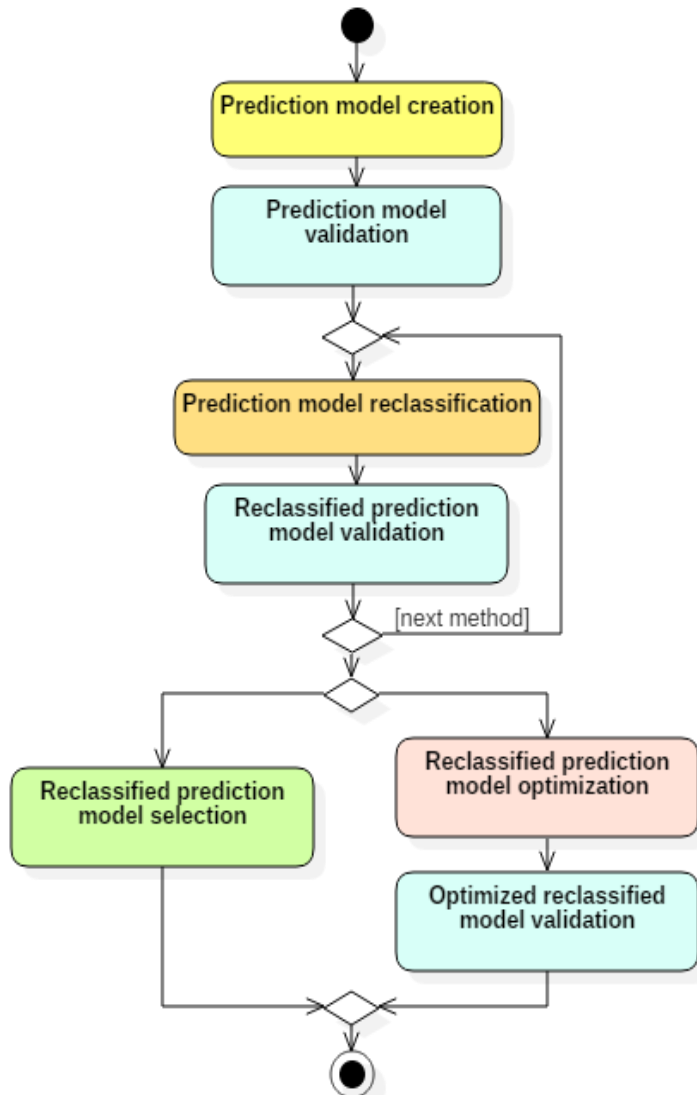 Prediction model creation
Prediction model
validation
Prediction model reclassification
Reclassified prediction
model validation
[next method]
Reclassified prediction
model selection
Reclassified prediction
model optimization
Optimized reclassified
model validation